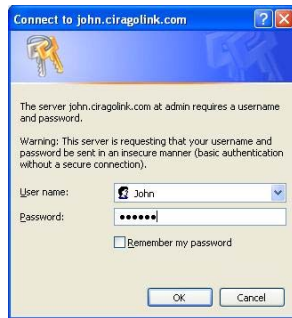 Connect to john.ciragolink.com
The server john.ciragolink.com at admin requires a username
and password.
Warning: This server is requesting that your username and
password be sent in an insecure manner (basic authentication
without a secure connection).
User name:
John
Password:
••••••
Remember my password
OK
Cancel